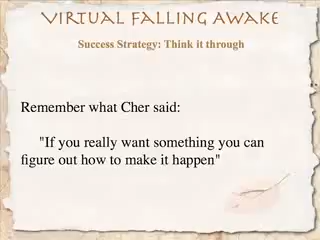 Virtual Falling Awake
Success Strategy: Think it through
Remember what Cher said:
"If you really want something you can
figure out how to make it happen"